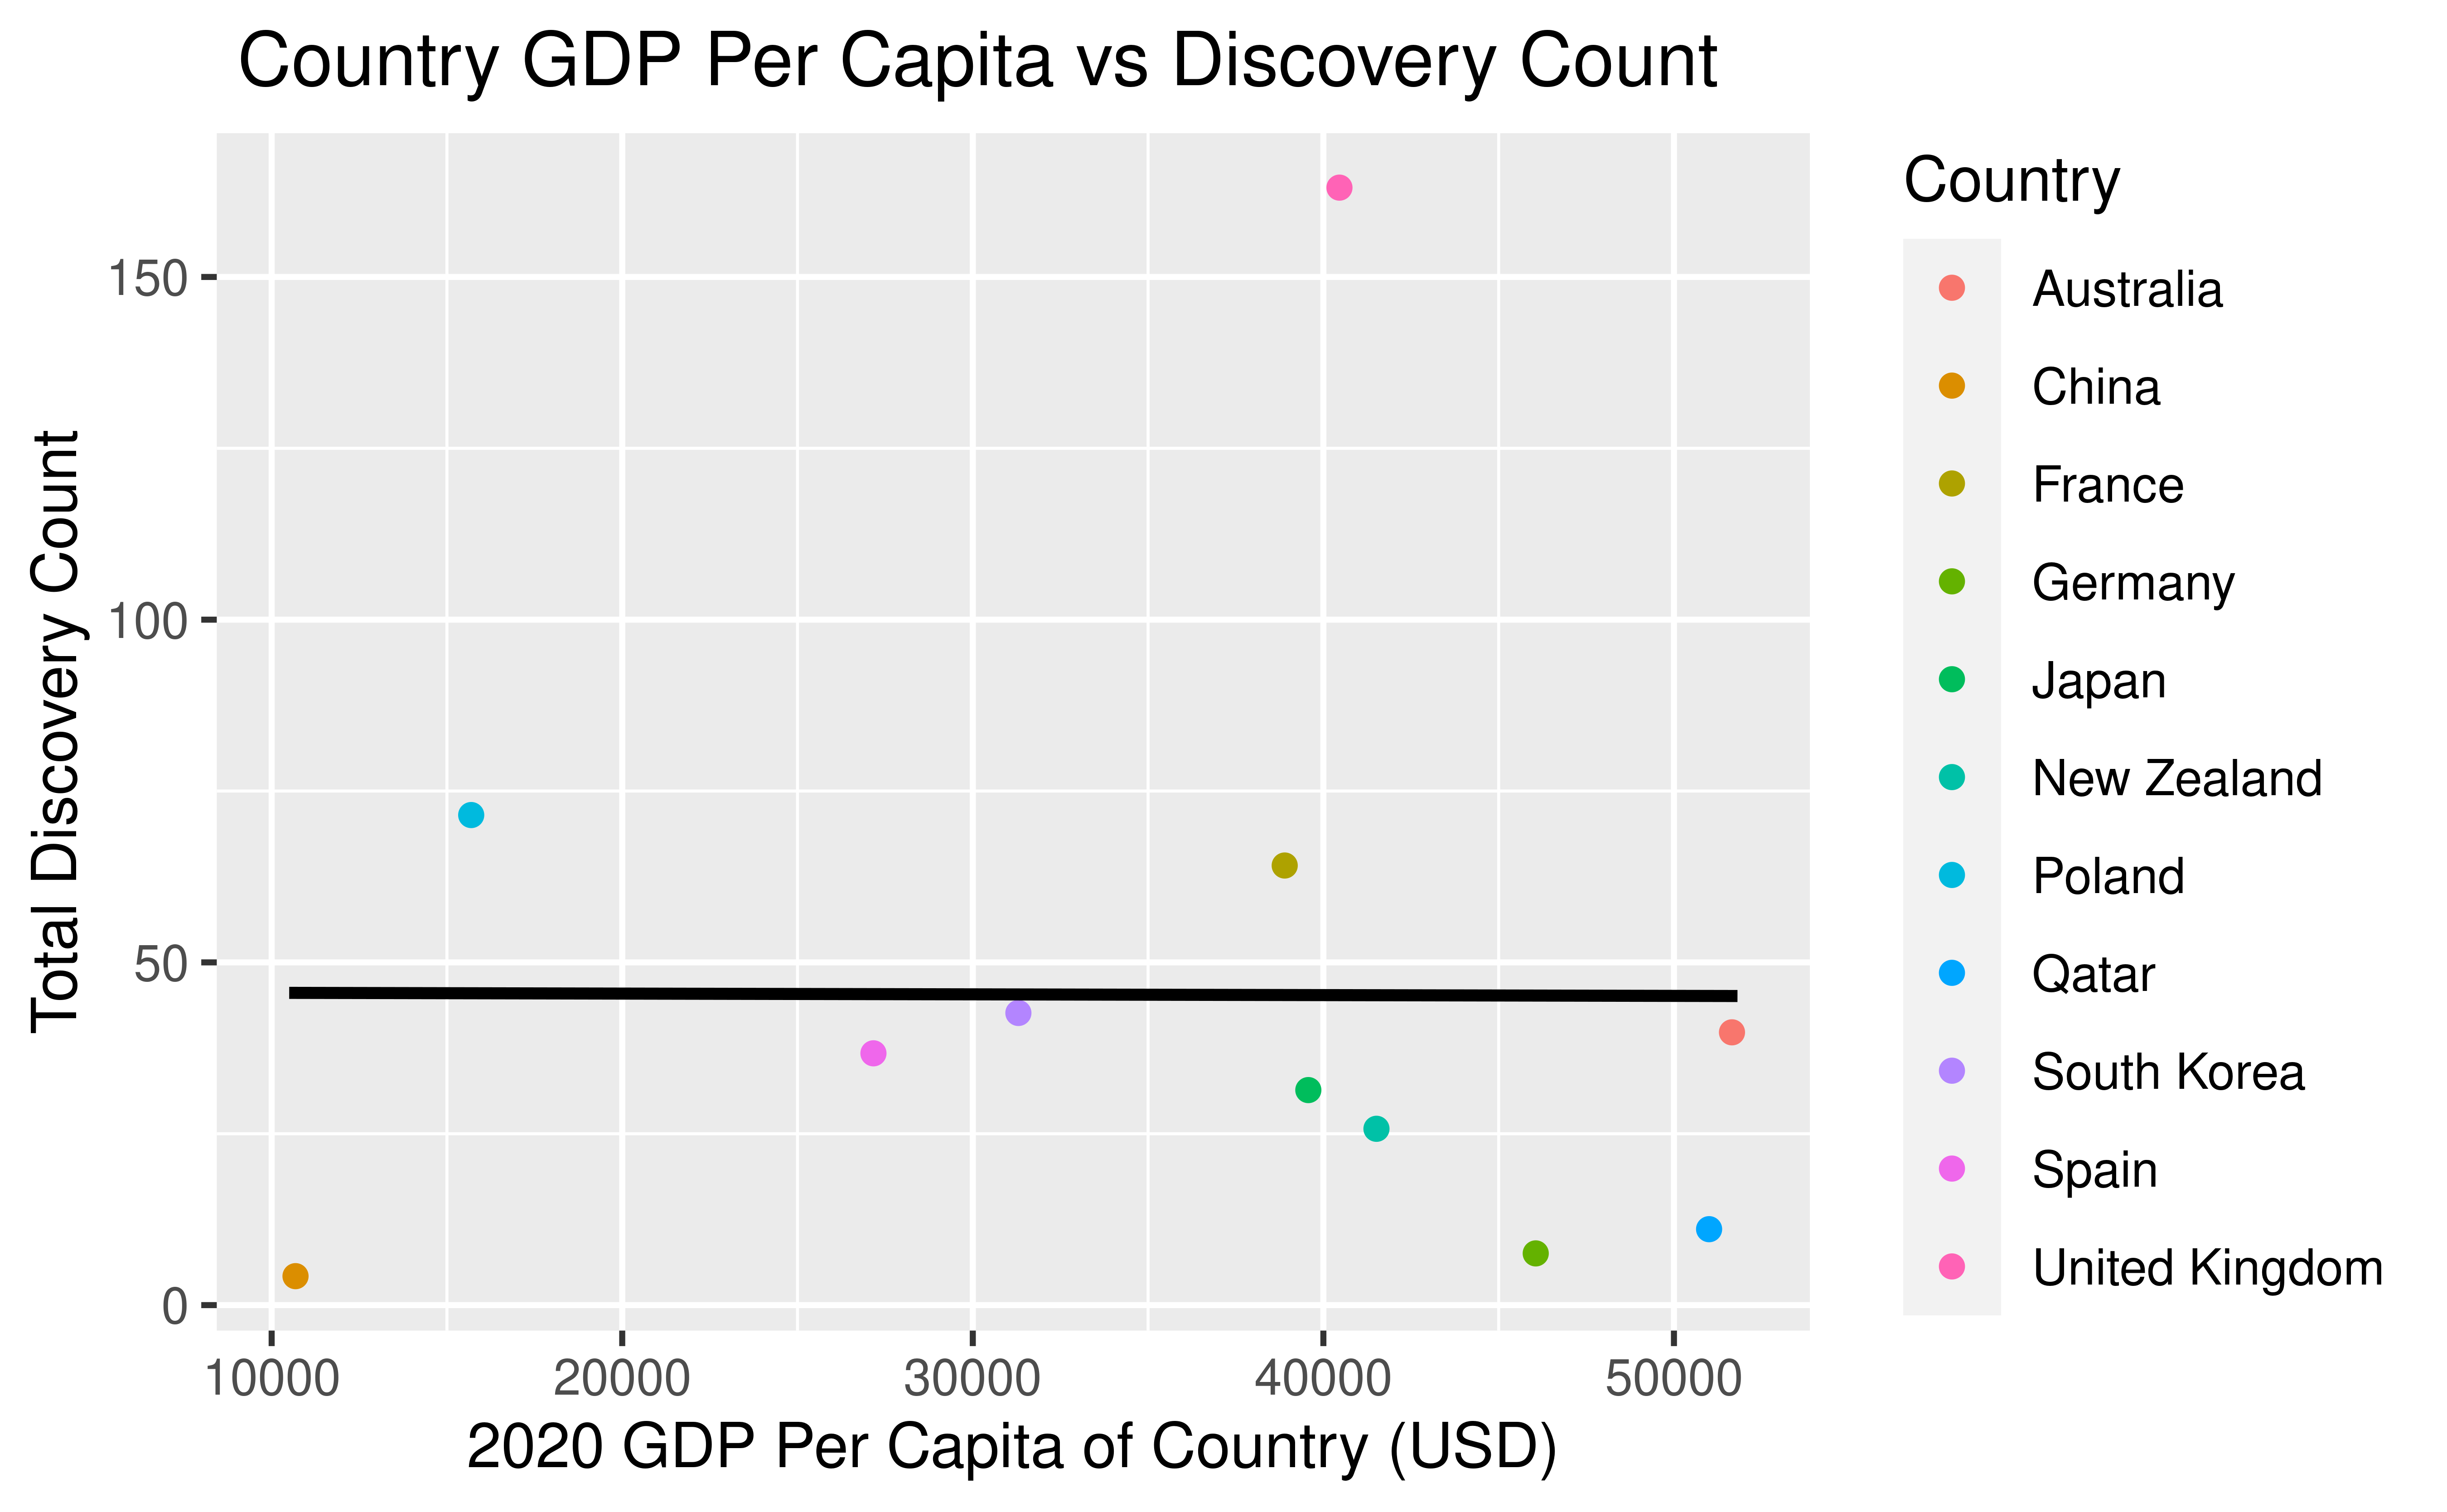 Country GDP Per Capita vs Discovery Count
Total Discovery Count
150
100
50
0
10000 20000 30000 40000 50000
2020 GDP Per Capita of Country (USD)
Country
Australia
China
France
Germany
Japan
New Zealand
Poland
Qatar
South Korea
Spain
United Kingdom